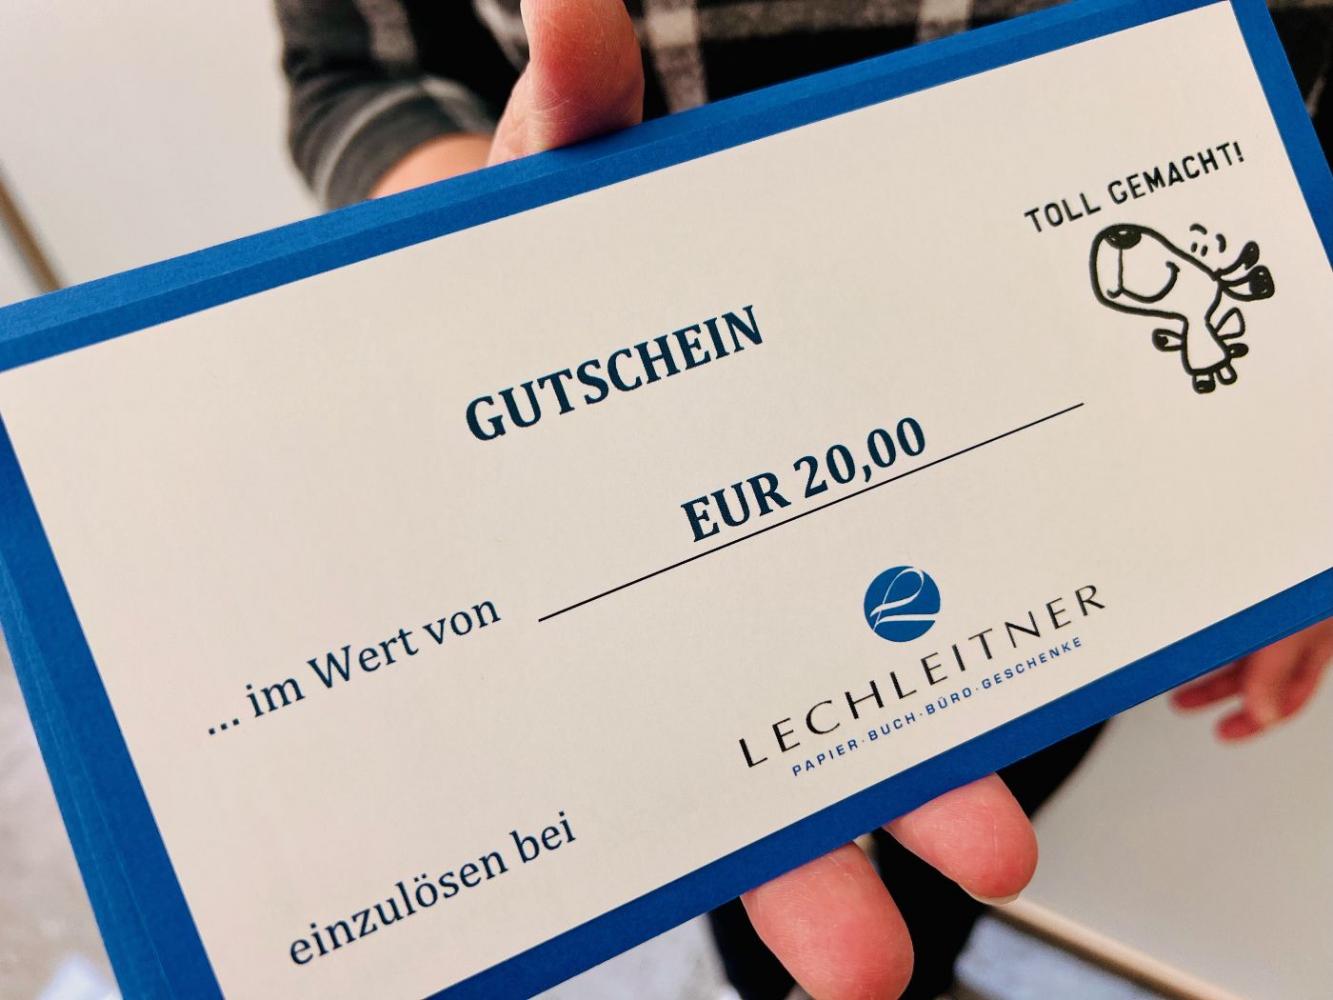 TOLL GEMACHT!
GUTSCHEIN
... im Wert von EUR 20,00
einzulösen bei
LECHLEITNER
PAPIER·BUCH·BÜRO·GESCHENKE